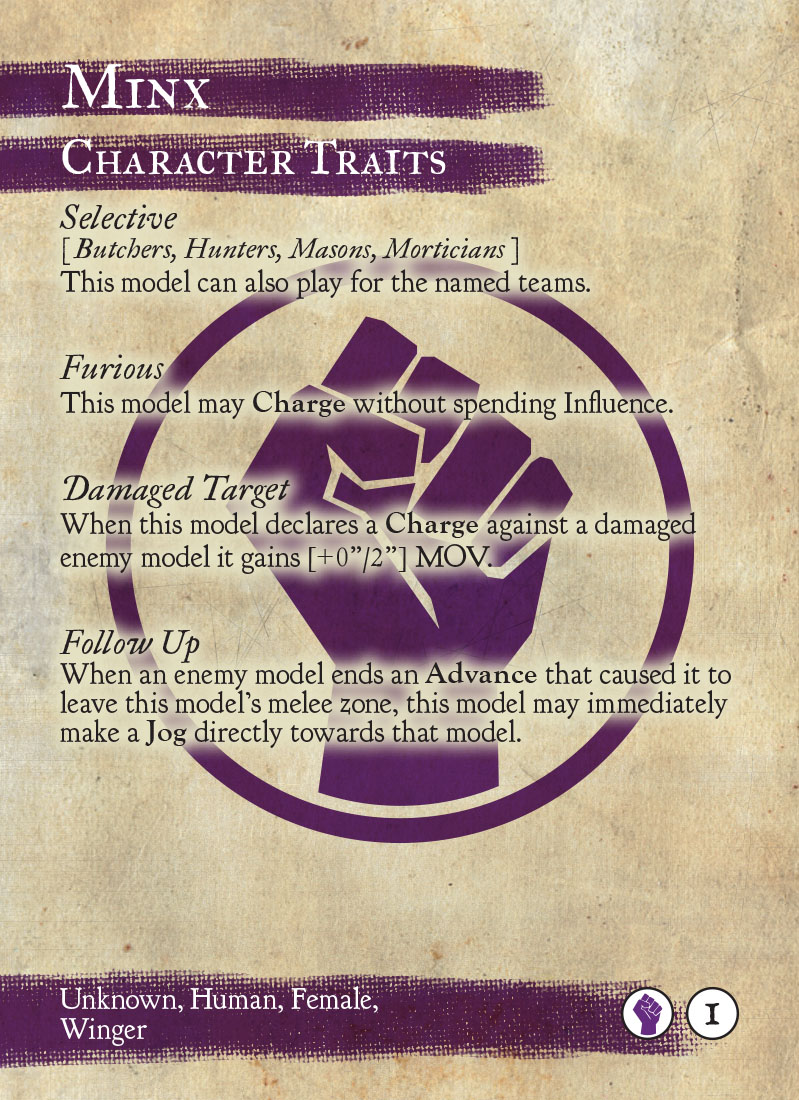 Minx
Character Traits
Selective
[ Butchers, Hunters, Masons, Morticians ]
This model can also play for the named teams.
Furious
This model may Charge without spending Influence.
Damaged Target
When this model declares a Charge against a damaged
enemy model it gains [+0”/2”] MOV.
Follow Up
When an enemy model ends an Advance that caused it to
leave this model’s melee zone, this model may immediately
make a Jog directly towards that model.
Unknown, Human, Female,
Winger
1